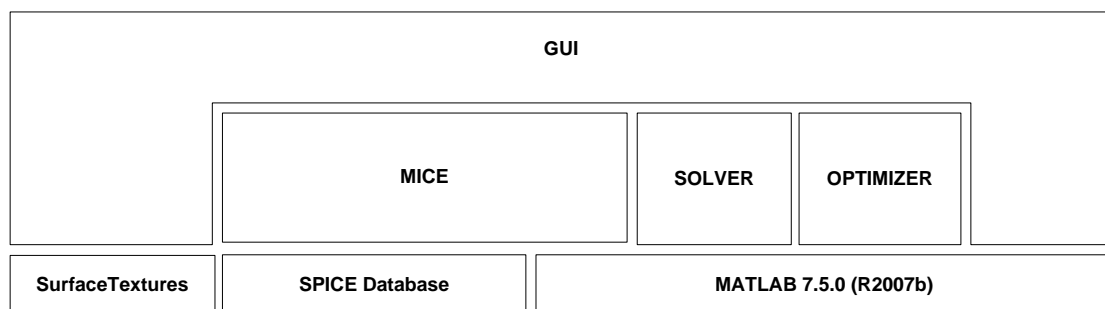 GUI
MICE
SOLVER
OPTIMIZER
SurfaceTextures
SPICE Database
MATLAB 7.5.0 (R2007b)